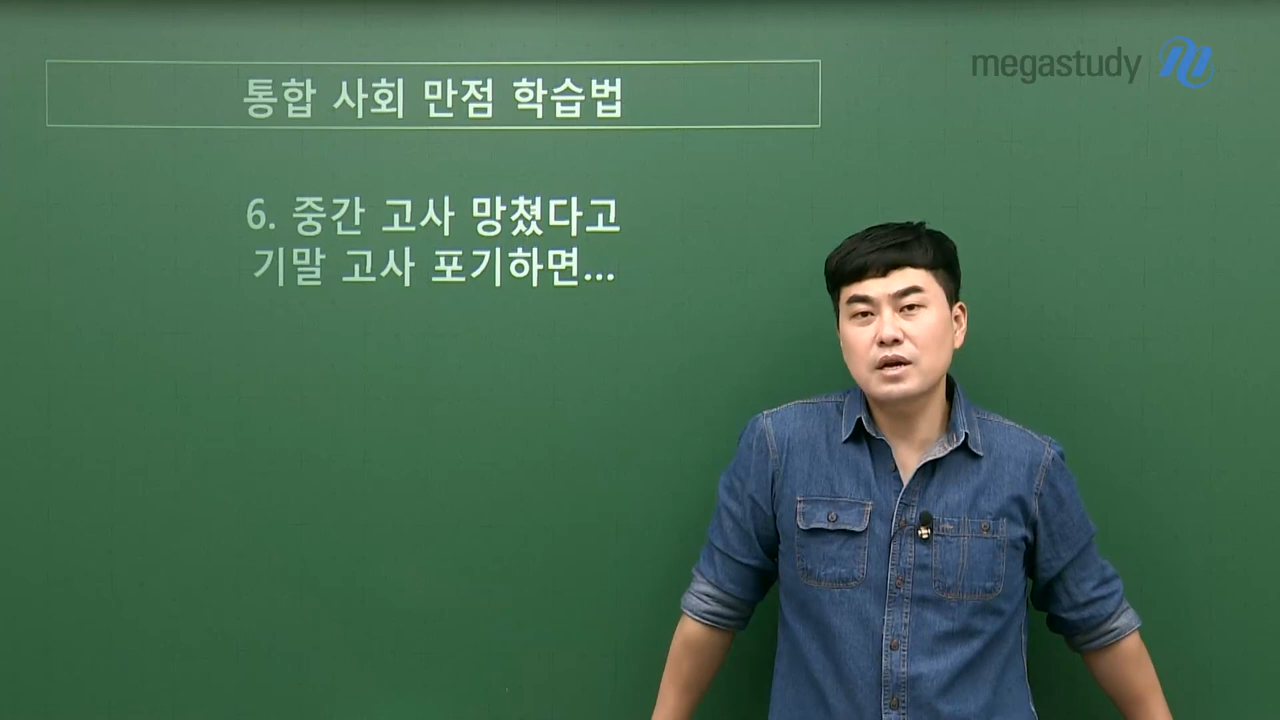 megastudy
통합 사회 만점 학습법
6. 중간 고사 망쳤다고
기말 고사 포기하면...